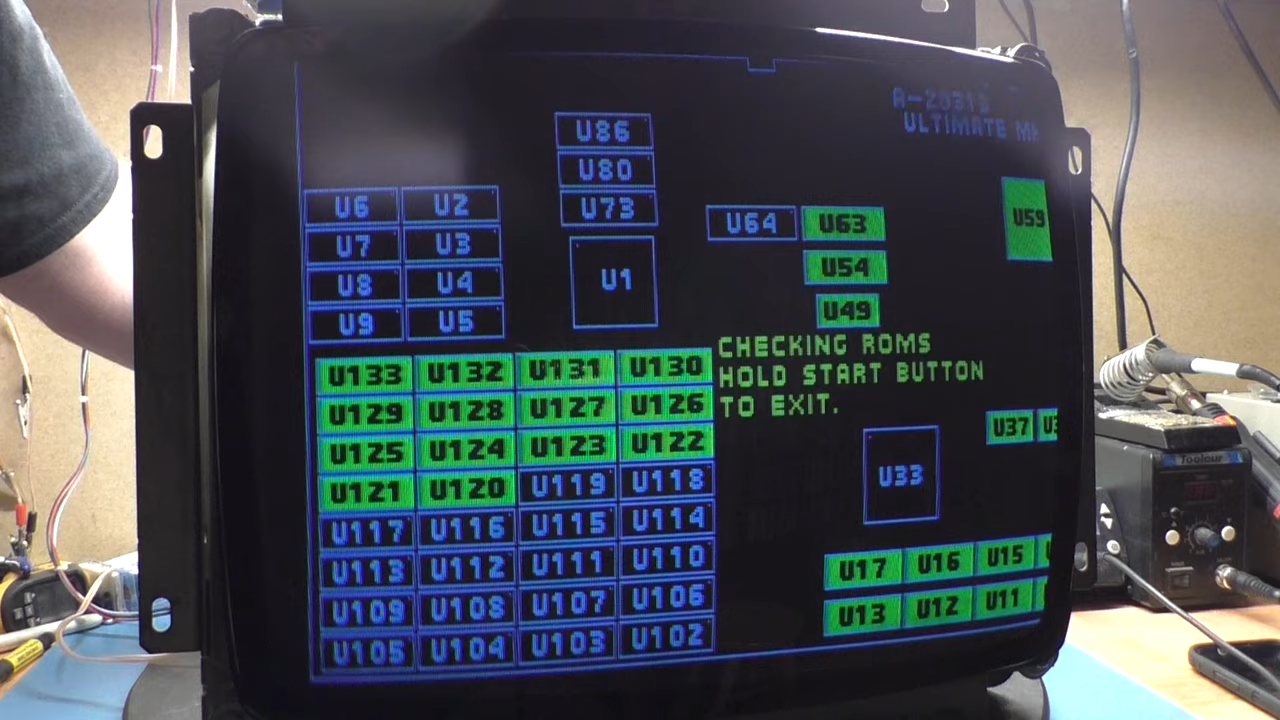 ULTIMATE
U86
U80
U73
U6 U2
U7 U3
U8 U4
U9 U5
U1
U64 U63
U54
U49
U59
CHECKING ROMS
HOLD START BUTTON
TO EXIT.
U133 U132 U131 U130
U129 U128 U127 U126
U125 U124 U123 U122
U121 U120 U119 U118
U117 U116 U115 U114
U113 U112 U111 U110
U109 U108 U107 U106
U105 U104 U103 U102
U37
U33
U17 U16 U15
U13 U12 U11
Toolour